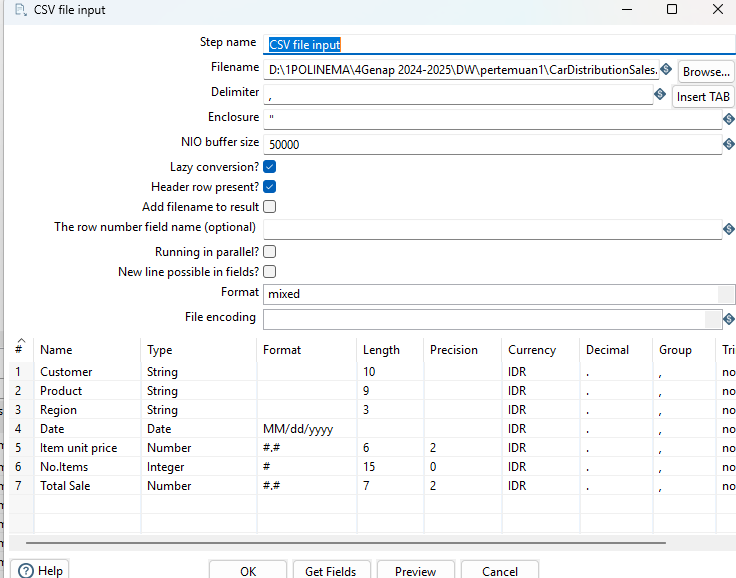 CSV file input
Step name CSV file input
Filename D:\1POLINEMA\4Genap 2024-2025\DW\pertemuan1\CarDistributionSales. Browse...
Delimiter , Insert TAB
Enclosure "
NIO buffer size 50000
Lazy conversion?
Header row present?
Add filename to result
The row number field name (optional)
Running in parallel?
New line possible in fields?
Format mixed
File encoding
# Name Type Format Length Precision Currency Decimal Group Tri
1 Customer String 10 IDR . , no
2 Product String 9 IDR . , no
3 Region String 3 IDR . , no
4 Date Date MM/dd/yyyy IDR . , no
5 Item unit price Number #.# 6 2 IDR . , no
6 No.Items Integer # 15 0 IDR . , no
7 Total Sale Number #.# 7 2 IDR . , no
Help OK Get Fields Preview Cancel